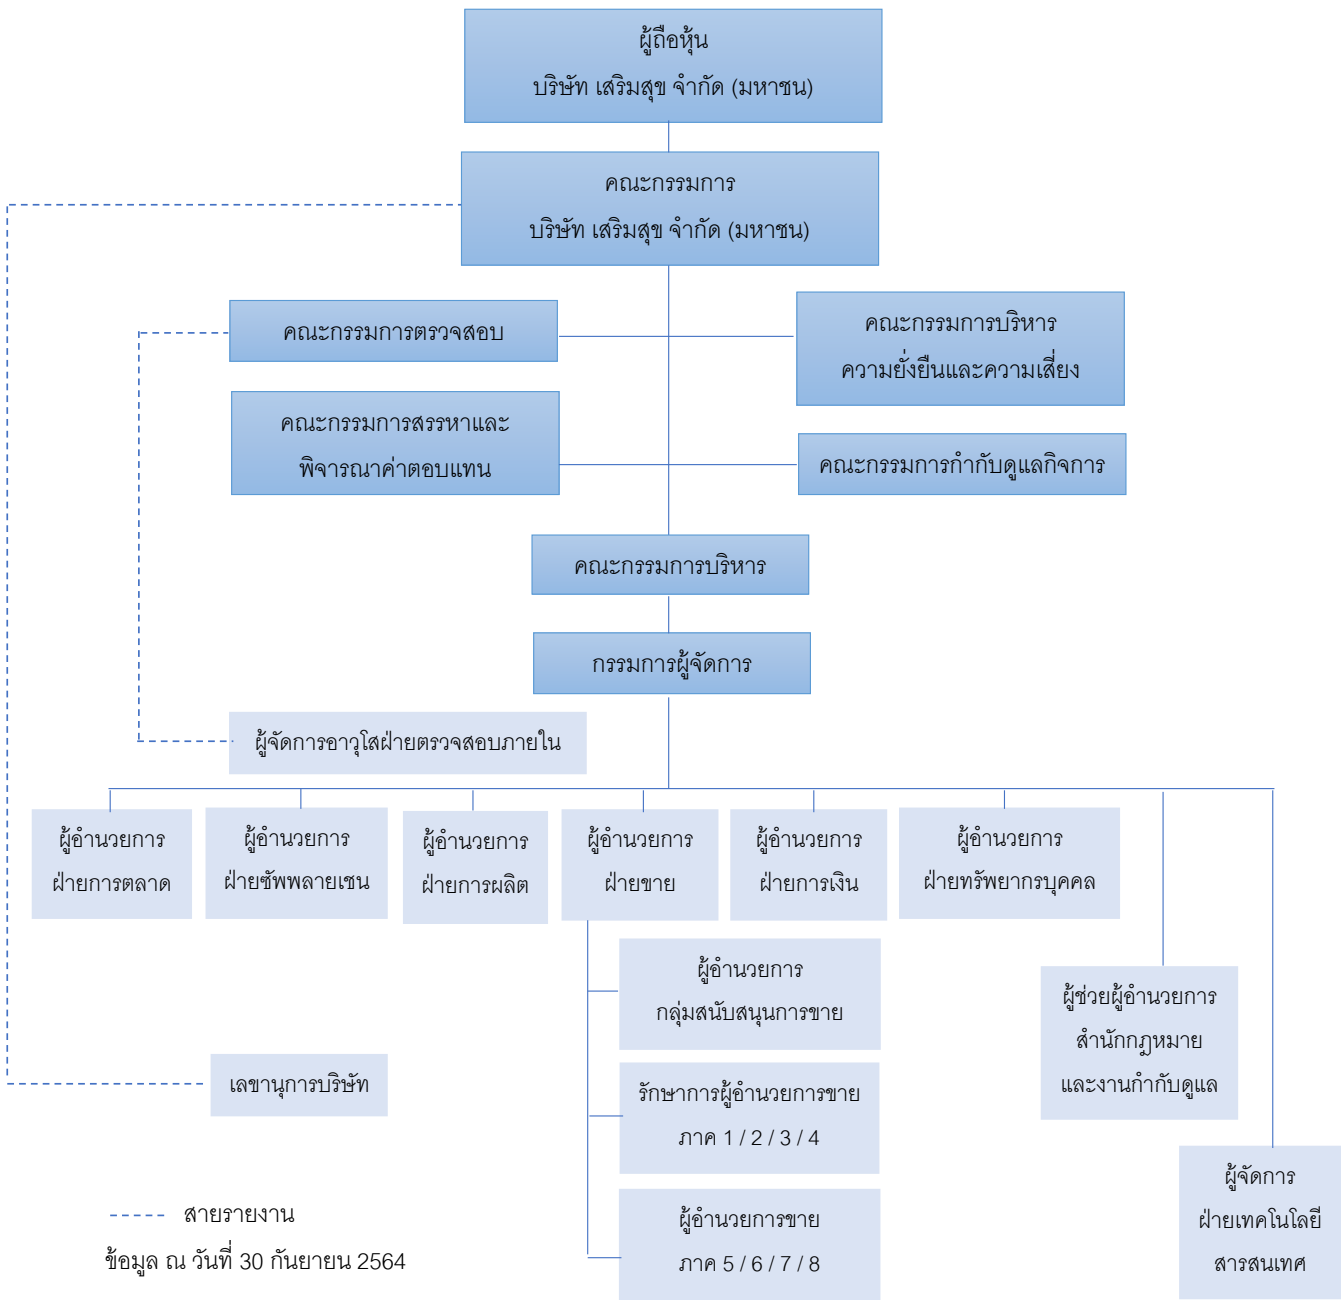 ผู้ถือหุ้น
บริษัท เสริมสุข จำกัด (มหาชน)
คณะกรรมการ
บริษัท เสริมสุข จำกัด (มหาชน)
คณะกรรมการตรวจสอบ
คณะกรรมการบริหาร
ความยั่งยืนและความเสี่ยง
คณะกรรมการสรรหาและ
พิจารณาค่าตอบแทน
คณะกรรมการกำกับดูแลกิจการ
คณะกรรมการบริหาร
กรรมการผู้จัดการ
ผู้จัดการอาวุโสฝ่ายตรวจสอบภายใน
ผู้อำนวยการ
ฝ่ายการตลาด
ผู้อำนวยการ
ฝ่ายซัพพลายเชน
ผู้อำนวยการ
ฝ่ายการผลิต
ผู้อำนวยการ
ฝ่ายขาย
ผู้อำนวยการ
ฝ่ายการเงิน
ผู้อำนวยการ
ฝ่ายทรัพยากรบุคคล
ผู้อำนวยการ
กลุ่มสนับสนุนการขาย
ผู้ช่วยผู้อำนวยการ
สำนักกฎหมาย
และงานกำกับดูแล
เลขานุการบริษัท
รักษาการผู้อำนวยการขาย
ภาค 1 / 2 / 3 / 4
ผู้จัดการ
ฝ่ายเทคโนโลยี
สารสนเทศ
ผู้อำนวยการขาย
ภาค 5 / 6 / 7 / 8
สายรายงาน
ข้อมูล ณ วันที่ 30 กันยายน 2564